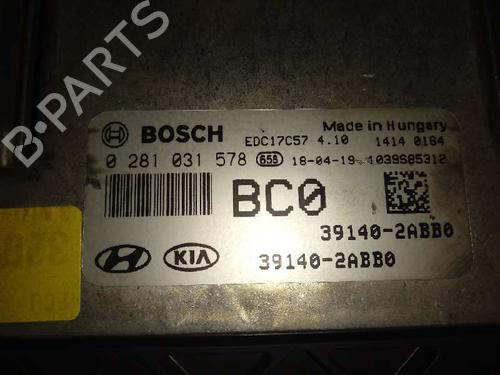 B-PARTS
Made in Hungary
BOSCH
EDC17C57 4.10
1414 0164
0 281 031 578
658
18-04-19
1039S85312
BC0
39140-2ABB0
KIA
39140-2ABB0